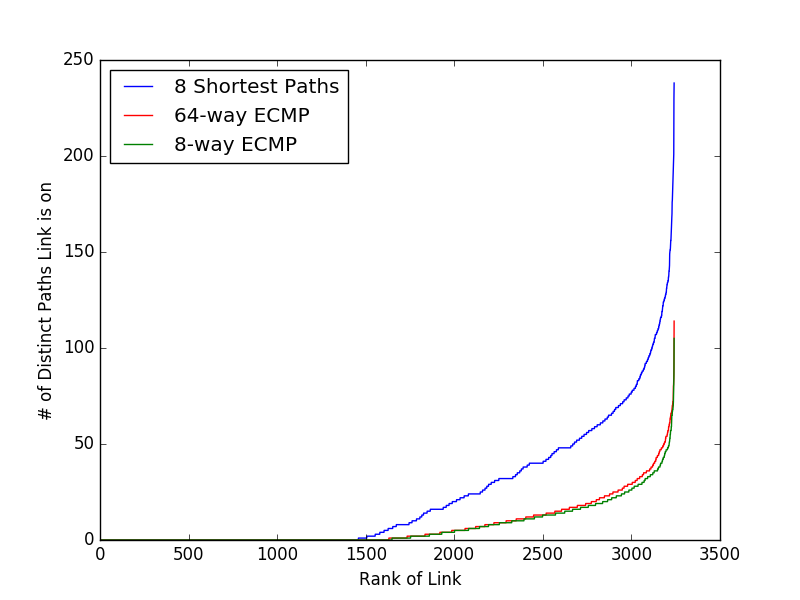 250
200
150
100
50
0
# of Distinct Paths Link is on
8 Shortest Paths
64-way ECMP
8-way ECMP
0 500 1000 1500 2000 2500 3000 3500
Rank of Link